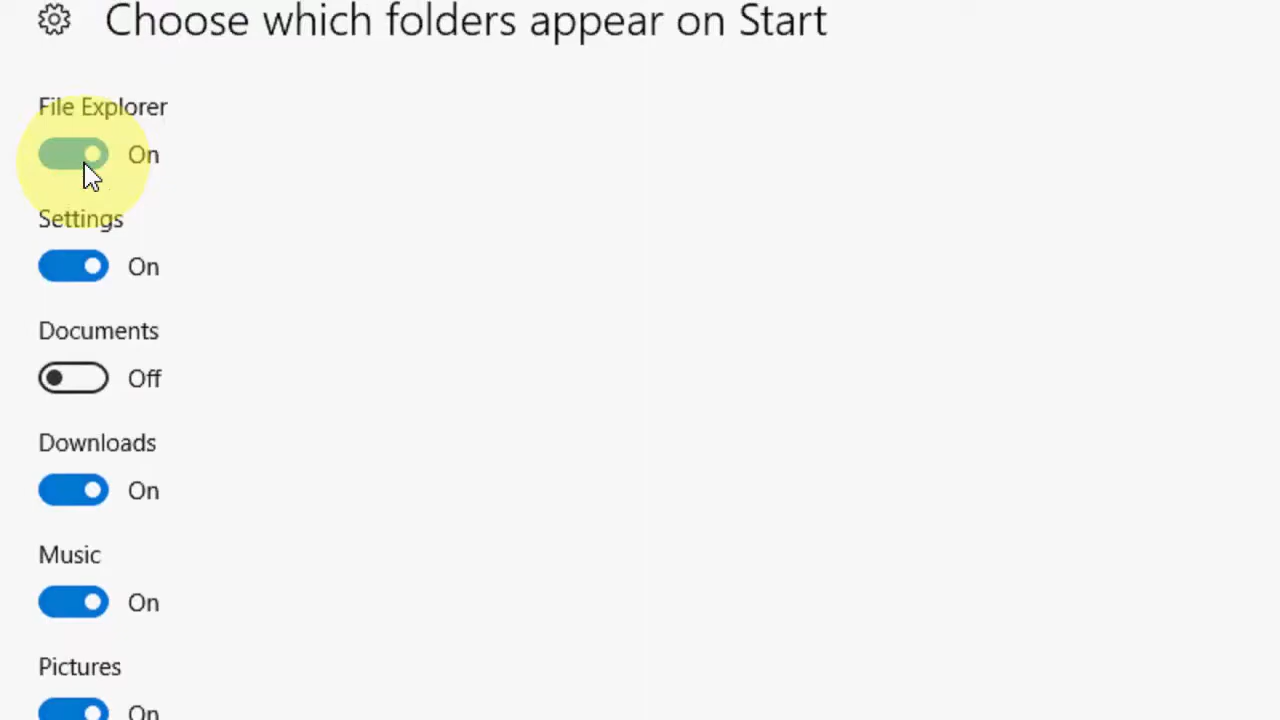 Choose which folders appear on Start
File Explorer
On
Settings
On
Documents
Off
Downloads
On
Music
On
Pictures
On